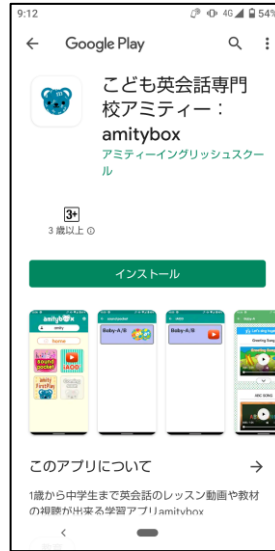 9:12
4G
54%
Google Play
こども英会話専門
校アミティー：
amitybox
アミティーイングリッシュスクー
ル
3+
3 歳以上
インストール
amitybox
amity
home
Baby-A/B
Baby-A/B
このアプリについて
1歳から中学生まで英会話のレッスン動画や教材
の視聴が出来る学習アプリamitybox